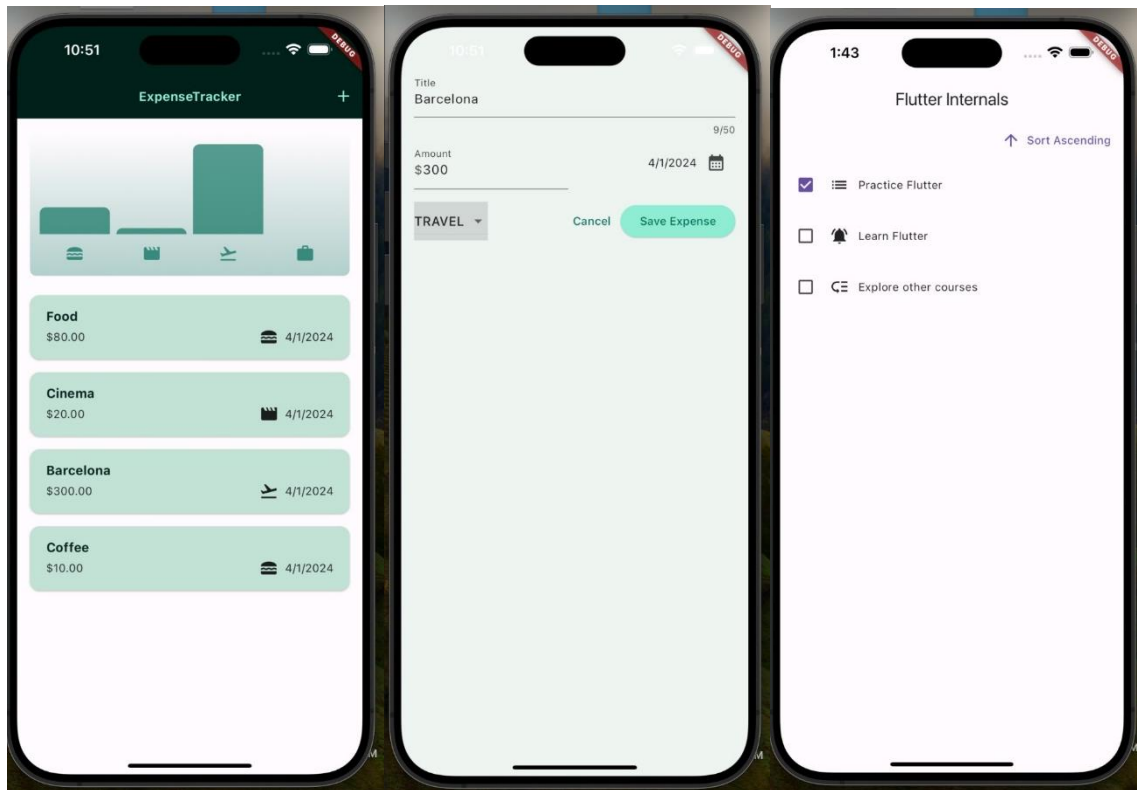 10:51
DEBUG
ExpenseTracker +
Food
$80.00 4/1/2024
Cinema
$20.00 4/1/2024
Barcelona
$300.00 4/1/2024
Coffee
$10.00 4/1/2024
10:51
DEBUG
Title
Barcelona
9/50
Amount
$300 4/1/2024
TRAVEL Cancel Save Expense
1:43
DEBUG
Flutter Internals
Sort Ascending
Practice Flutter
Learn Flutter
Explore other courses
M
M